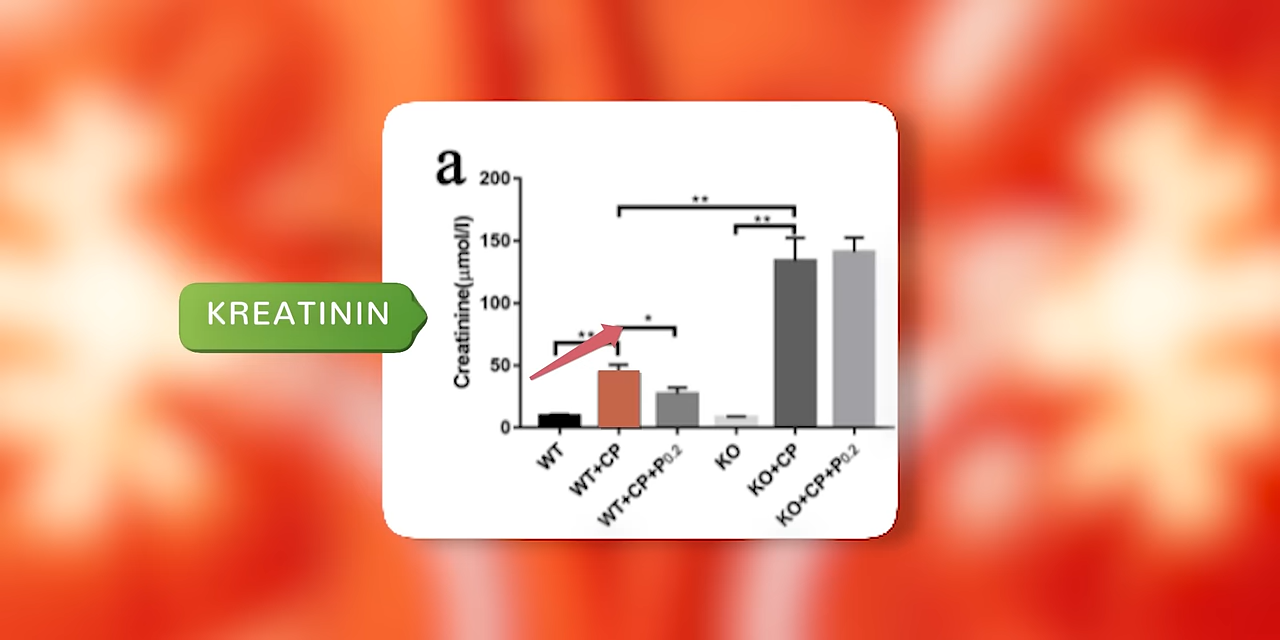 a
200
150
100
50
0
Creatinine(μmol/l)
KREATININ
**
**
**
*
WT
WT+CP
WT+CP+P0.2
KO
KO+CP
KO+CP+P0.2